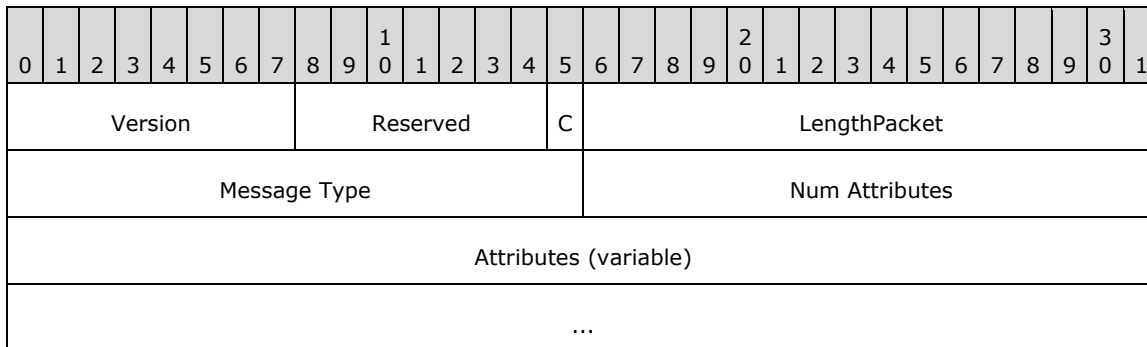 1 2 3
0 1 2 3 4 5 6 7 8 9 0 1 2 3 4 5 6 7 8 9 0 1 2 3 4 5 6 7 8 9 0 1
Version Reserved C LengthPacket
Message Type Num Attributes
Attributes (variable)
...